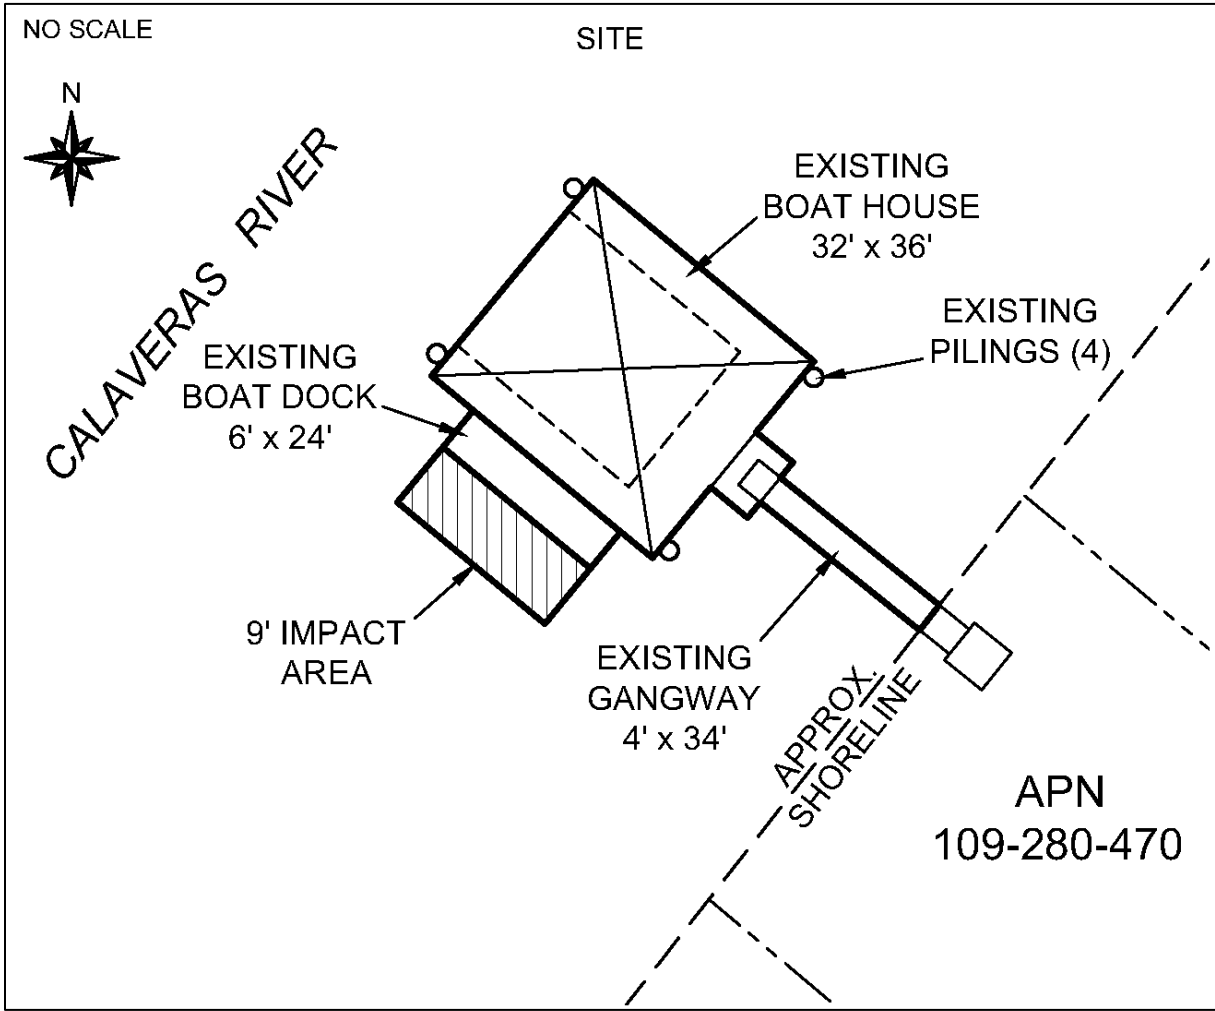 NO SCALE
SITE
N
CALAVERAS RIVER
EXISTING
BOAT HOUSE
32' x 36'
EXISTING
PILINGS (4)
EXISTING
BOAT DOCK
6' x 24'
9' IMPACT
AREA
EXISTING
GANGWAY
4' x 34'
APPROX.
SHORELINE
APN
109-280-470